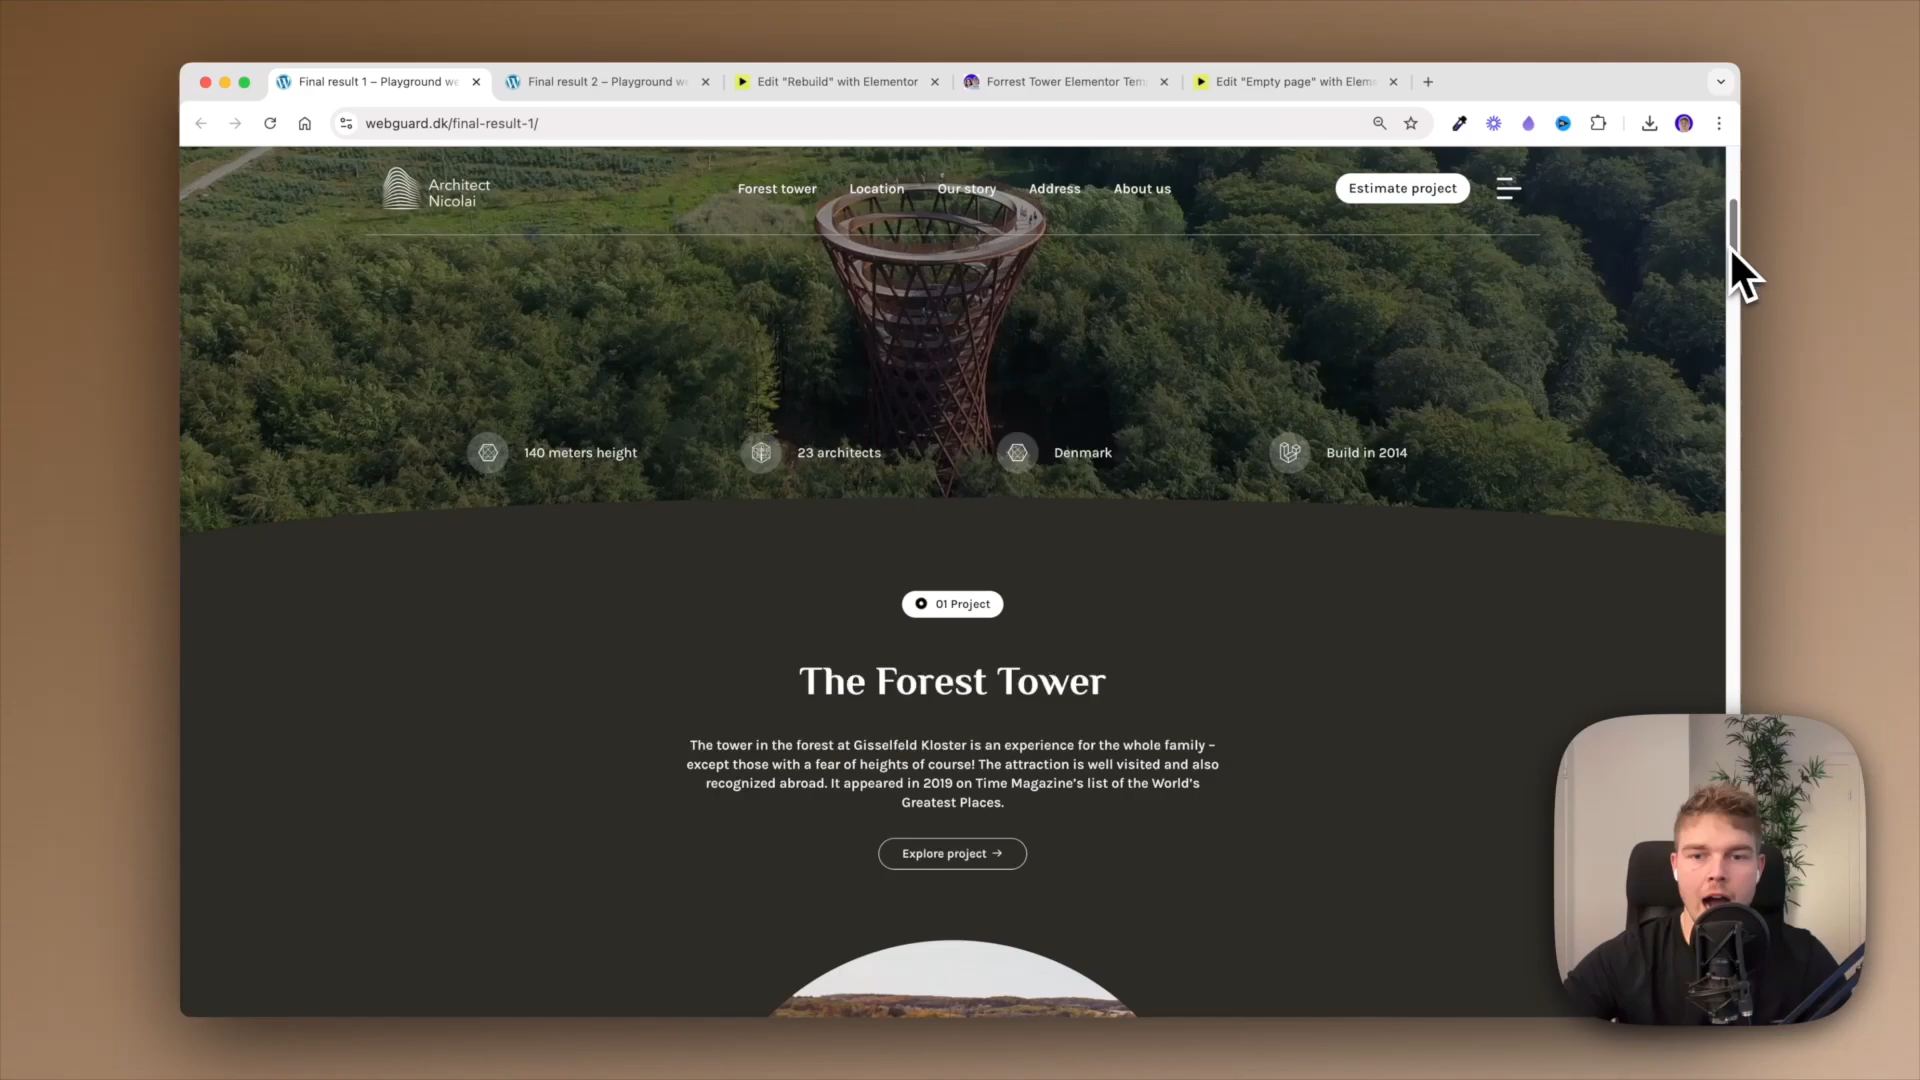 Final result 1 – Playground we
Final result 2 – Playground we
Edit "Rebuild" with Elementor
Forrest Tower Elementor Tem
Edit "Empty page" with Elem
webguard.dk/final-result-1/
Architect
Nicolai
Forest tower
Location
Our story
Address
About us
Estimate project
140 meters height
23 architects
Denmark
Build in 2014
01 Project
The Forest Tower
The tower in the forest at Gisselfeld Kloster is an experience for the whole family –
except those with a fear of heights of course! The attraction is well visited and also
recognized abroad. It appeared in 2019 on Time Magazine's list of the World's
Greatest Places.
Explore project →